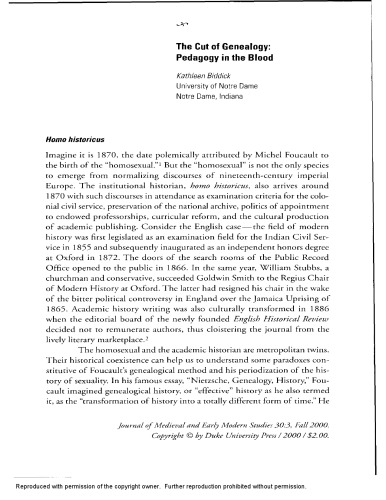 The Cut of Genealogy:
Pedagogy in the Blood
Kathleen Biddick
University of Notre Dame
Notre Dame, Indiana
Homo historicus
Imagine it is 1870, the date polemically attributed by Michel Foucault to
the birth of the "homosexual."¹ But the "homosexual" is not the only species
to emerge from normalizing discourses of nineteenth-century imperial
Europe. The institutional historian, homo historicus, also arrives around
1870 with such discourses in attendance as examination criteria for the colo-
nial civil service, preservation of the national archive, politics of appointment
to endowed professorships, curricular reform, and the cultural production
of academic publishing. Consider the English case—the field of modern
history was first legislated as an examination field for the Indian Civil Ser-
vice in 1855 and subsequently inaugurated as an independent honors degree
at Oxford in 1872. The doors of the search rooms of the Public Record
Office opened to the public in 1866. In the same year, William Stubbs, a
churchman and conservative, succeeded Goldwin Smith to the Regius Chair
of Modern History at Oxford. The latter had resigned his chair in the wake
of the bitter political controversy in England over the Jamaica Uprising of
1865. Academic history writing was also culturally transformed in 1886
when the editorial board of the newly founded English Historical Review
decided not to remunerate authors, thus cloistering the journal from the
lively literary marketplace.²
The homosexual and the academic historian are metropolitan twins.
Their historical coexistence can help us to understand some paradoxes con-
stitutive of Foucault's genealogical method and his periodization of the his-
tory of sexuality. In his famous essay, "Nietzsche, Genealogy, History," Fou-
cault imagined genealogical history, or "effective" history as he also termed
it, as the "transformation of history into a totally different form of time." He
Journal of Medieval and Early Modern Studies 30:3, Fall 2000.
Copyright © by Duke University Press / 2000 / $2.00.
Reproduced with permission of the copyright owner. Further reproduction prohibited without permission.